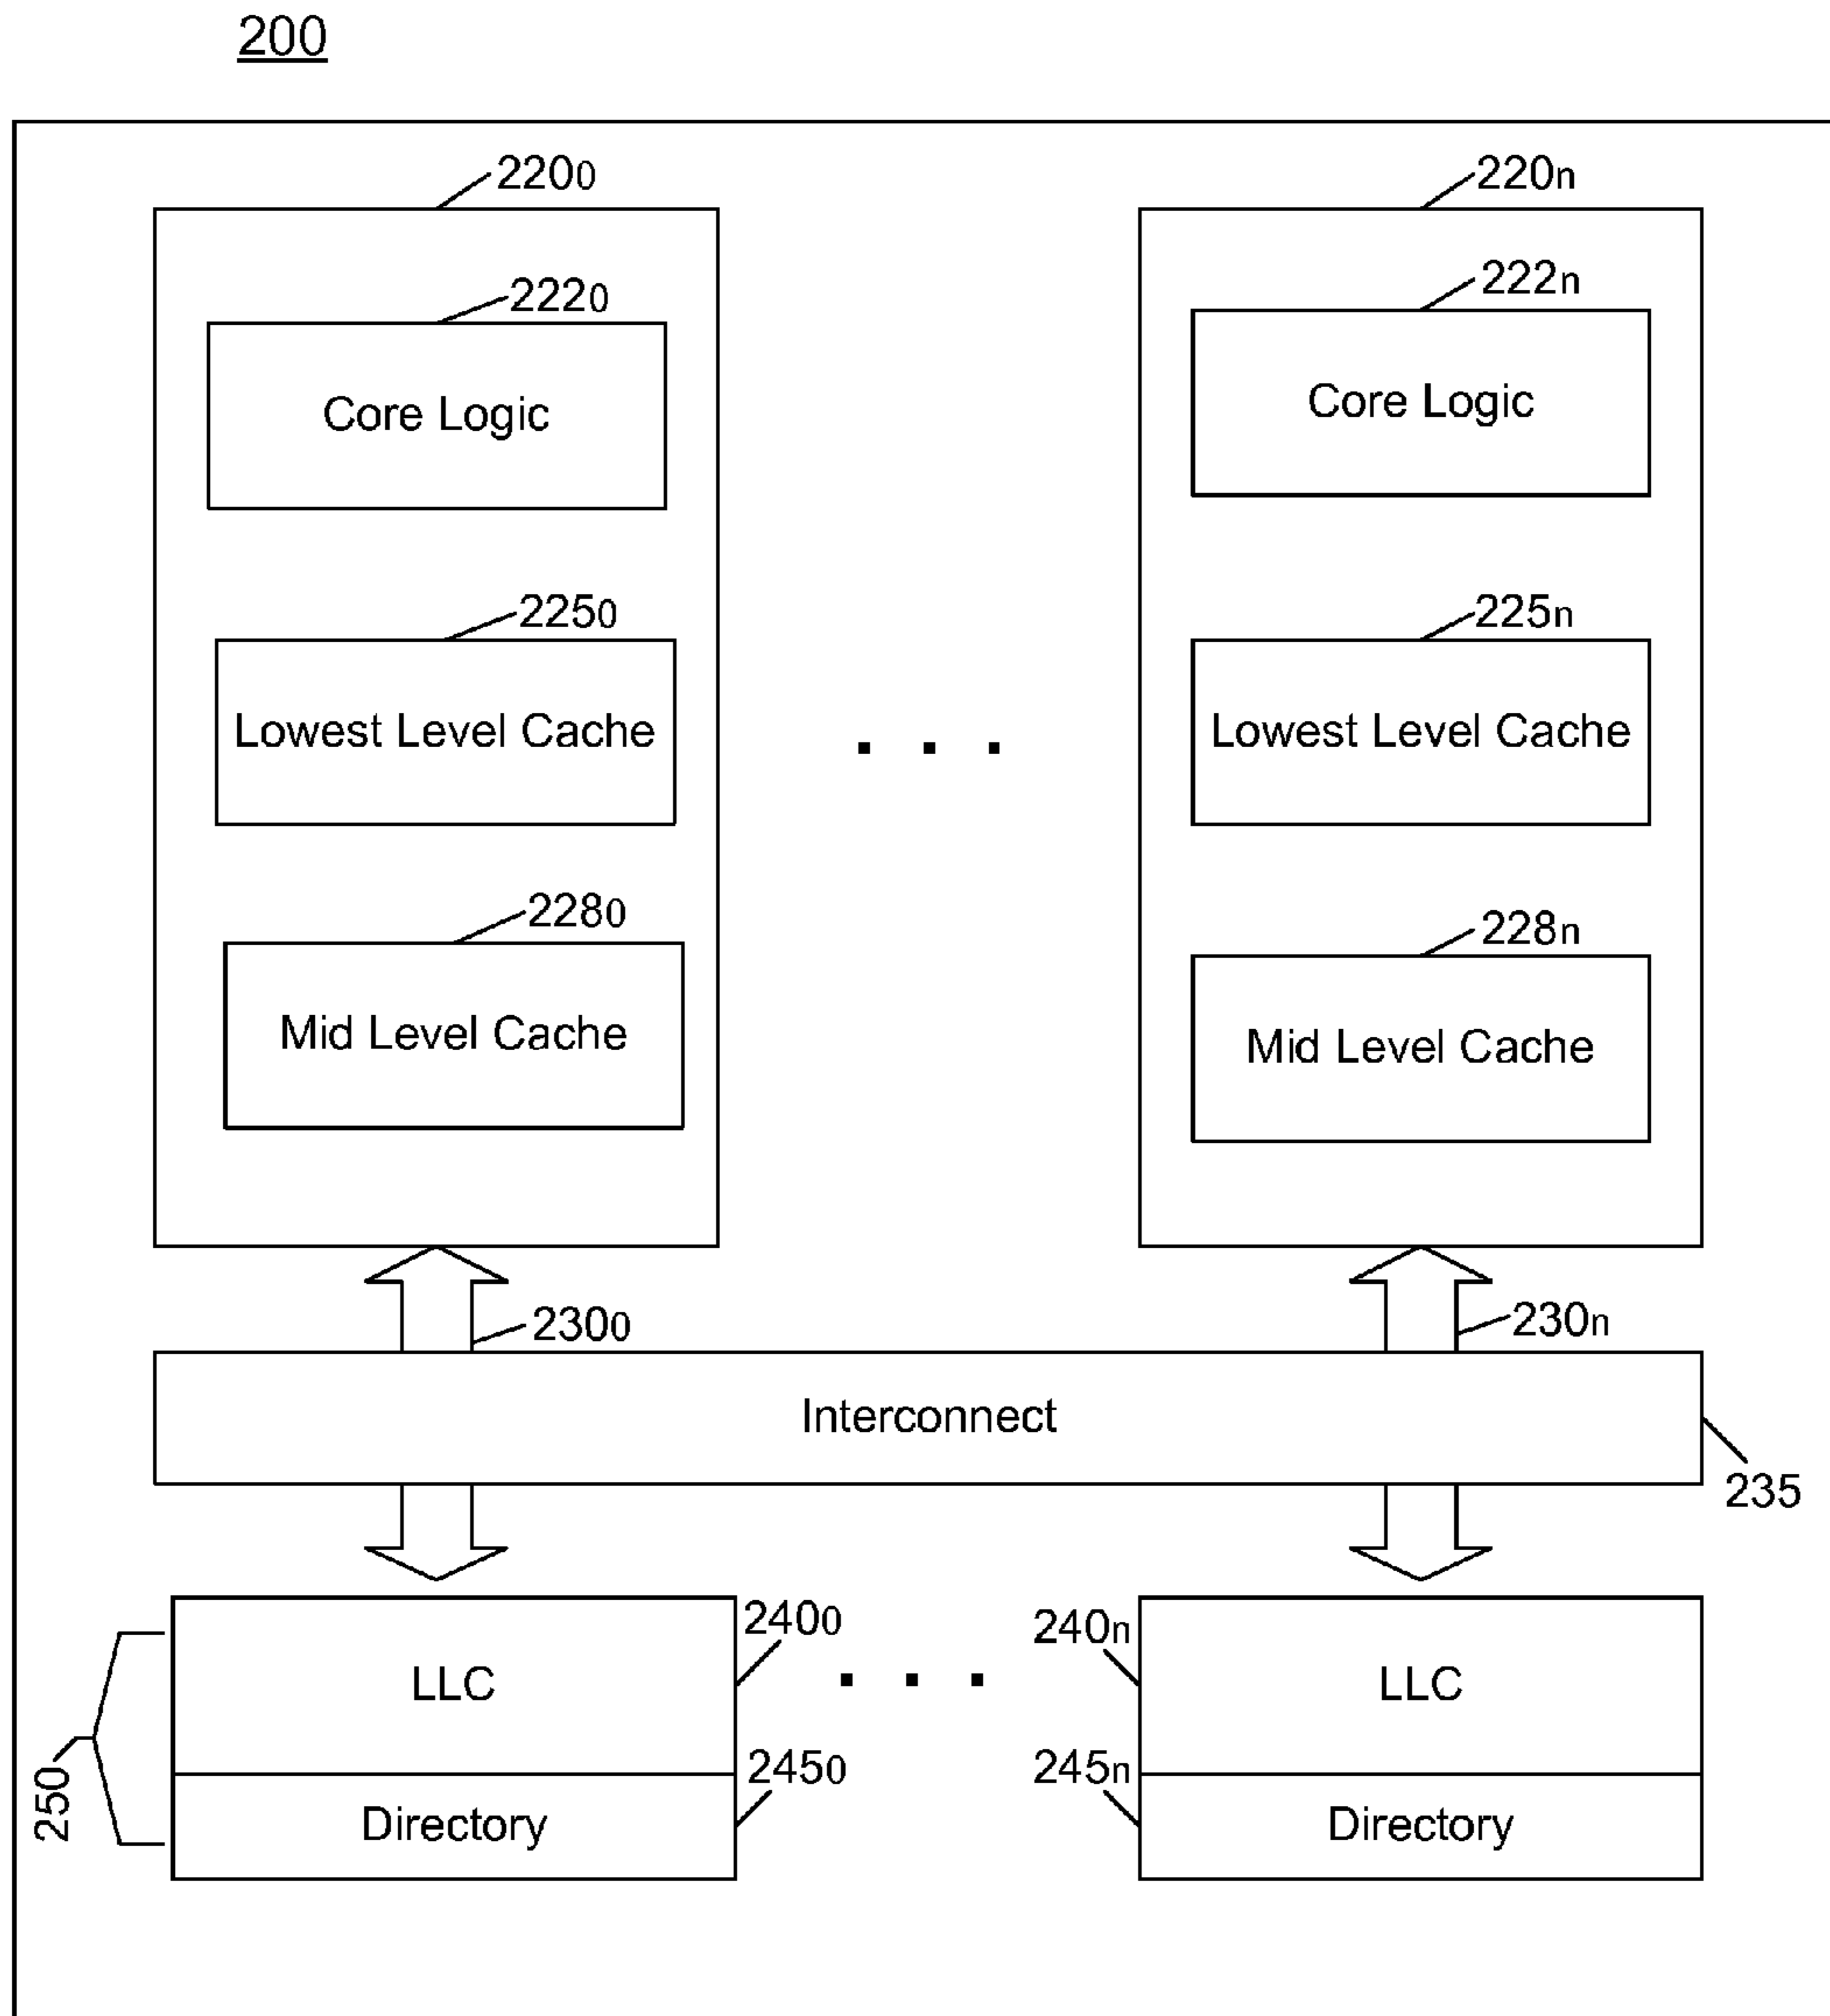 200
220₀
220n
222₀
222n
Core Logic
Core Logic
225₀
225n
Lowest Level Cache
. . .
Lowest Level Cache
228₀
228n
Mid Level Cache
Mid Level Cache
230₀
230n
Interconnect
235
240₀
240n
LLC
. . .
LLC
250
245₀
245n
Directory
Directory